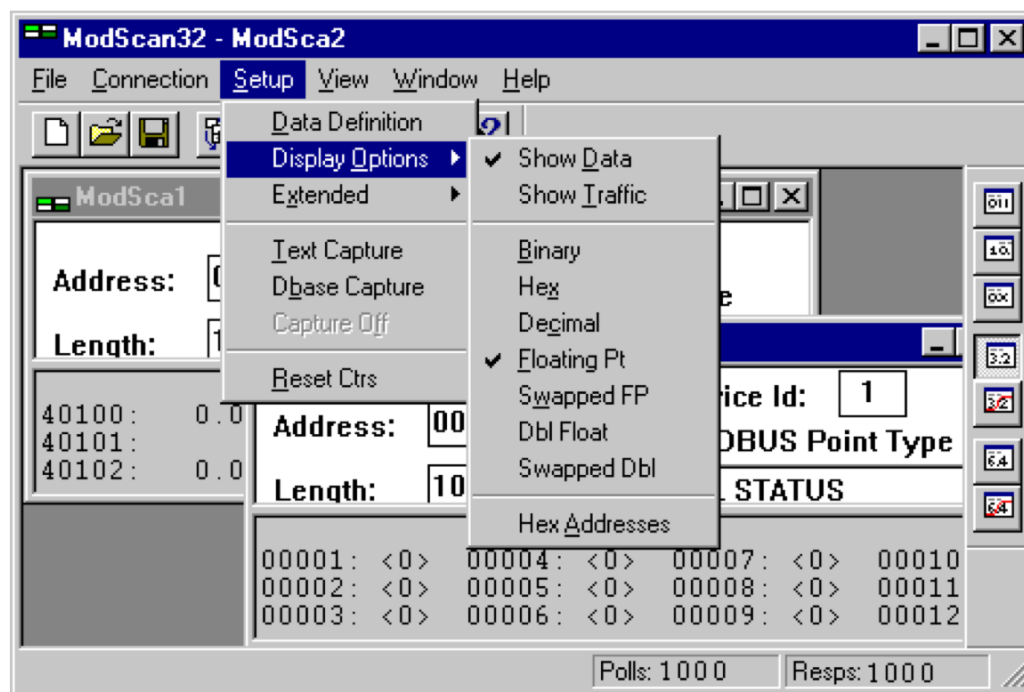 ModScan32 - ModSca2
File Connection Setup View Window Help
Data Definition
Display Options
Extended
Text Capture
Dbase Capture
Capture Off
Reset Ctrs
Show Data
Show Traffic
Binary
Hex
Decimal
Floating Pt
Swapped FP
Dbl Float
Swapped Dbl
Hex Addresses
ModSca1
Address:
Length: 1
40100: 0.0
40101:
40102: 0.0
Address: 00
Length: 10
vice Id: 1
DBUS Point Type
STATUS
00001: <0> 00004: <0> 00007: <0> 00010
00002: <0> 00005: <0> 00008: <0> 00011
00003: <0> 00006: <0> 00009: <0> 00012
Polls: 1000 Resps: 1000